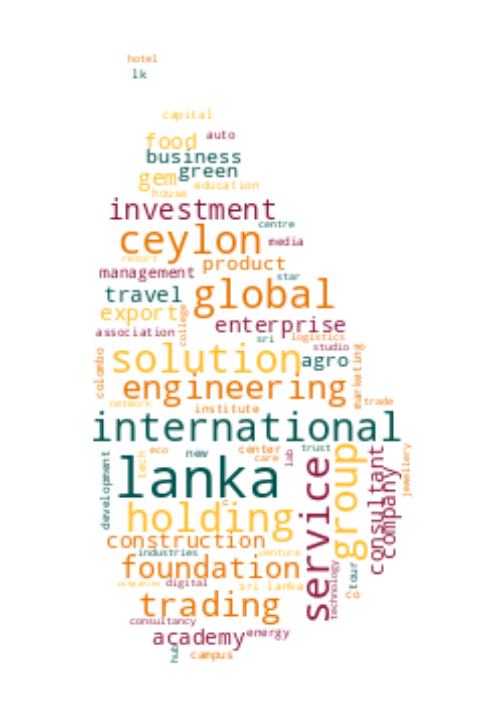 hotel
lk
capital
food auto
business
gem green
education
house
investment
centre
ceylon media
resort product
management star
travel global
export college enterprise
association sri logistics
studio
solution agro
colombo engineering marketing
network institute trade
international
development tech eco new center care lab trust jewellery
lanka service group consultant company
c
holding
construction
industries venture
foundation
companies digital sri lanka technology tour co
trading
consultancy
academy energy
hub campus